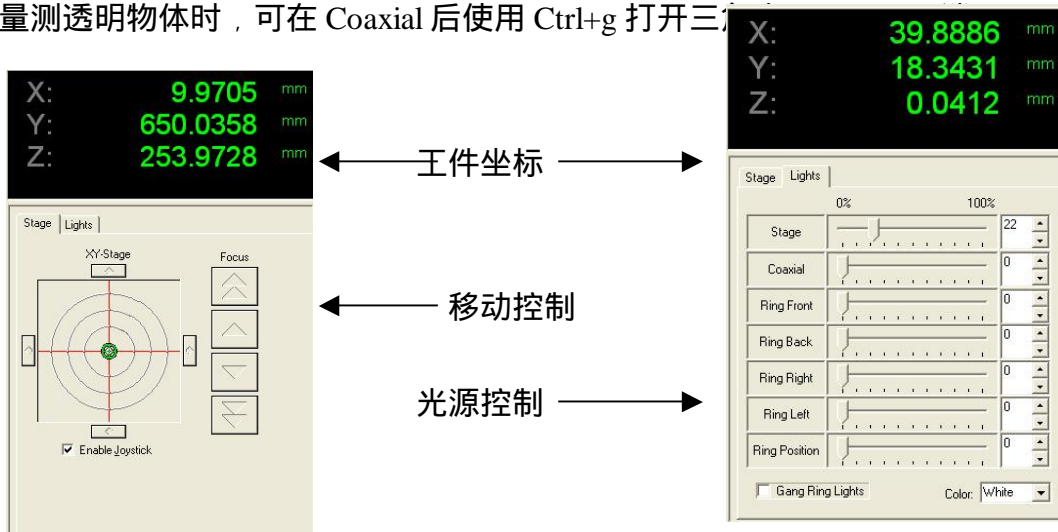 量测透明物体时，可在 Coaxial 后使用 Ctrl+g 打开三
X: 9.9705 mm
Y: 650.0358 mm
Z: 253.9728 mm
Stage Lights
XY-Stage Focus
Enable Joystick
工件坐标
移动控制
光源控制
X: 39.8886 mm
Y: 18.3431 mm
Z: 0.0412 mm
Stage Lights
0% 100%
Stage 22
Coaxial 0
Ring Front 0
Ring Back 0
Ring Right 0
Ring Left 0
Ring Position 0
Gang Ring Lights Color: White